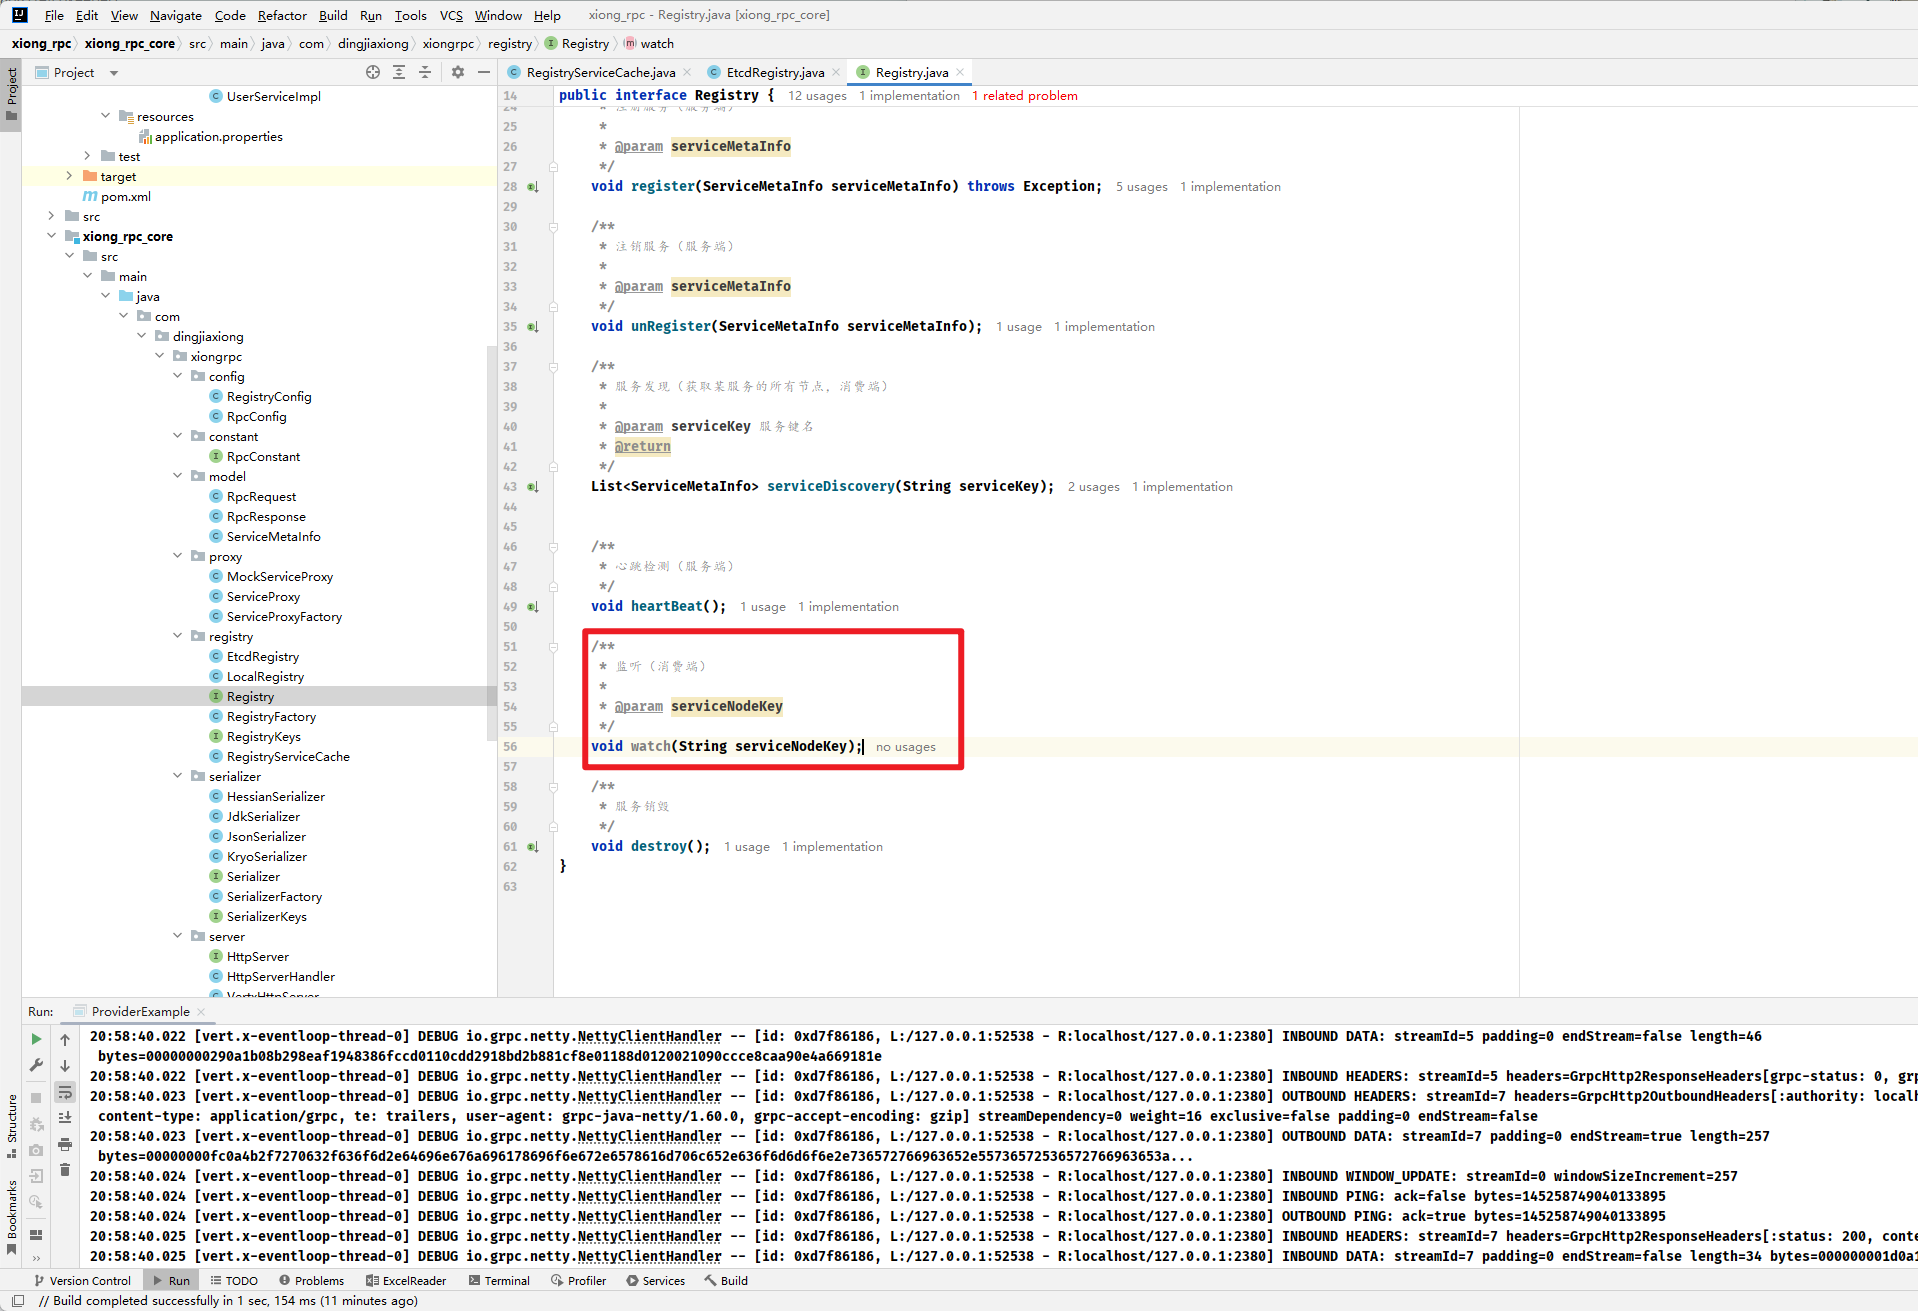 File Edit View Navigate Code Refactor Build Run Tools VCS Window Help xiong_rpc - Registry.java [xiong_rpc_core]
xiong_rpc xiong_rpc_core src main java com dingjiaxiong xiongrpc registry Registry watch
Project
Project
RegistryServiceCache.java EtcdRegistry.java Registry.java
UserServiceImpl
resources
application.properties
test
target
pom.xml
src
xiong_rpc_core
src
main
java
com
dingjiaxiong
xiongrpc
config
RegistryConfig
RpcConfig
constant
RpcConstant
model
RpcRequest
RpcResponse
ServiceMetaInfo
proxy
MockServiceProxy
ServiceProxy
ServiceProxyFactory
registry
EtcdRegistry
LocalRegistry
Registry
RegistryFactory
RegistryKeys
RegistryServiceCache
serializer
HessianSerializer
JdkSerializer
JsonSerializer
KryoSerializer
Serializer
SerializerFactory
SerializerKeys
server
HttpServer
HttpServerHandler
VertxHttpServer
14 public interface Registry { 12 usages 1 implementation 1 related problem
24 * 注册服务（服务端）
25 *
26 * @param serviceMetaInfo
27 */
28 void register(ServiceMetaInfo serviceMetaInfo) throws Exception; 5 usages 1 implementation
29
30 /**
31 * 注销服务（服务端）
32 *
33 * @param serviceMetaInfo
34 */
35 void unRegister(ServiceMetaInfo serviceMetaInfo); 1 usage 1 implementation
36
37 /**
38 * 服务发现（获取某服务的所有节点，消费端）
39 *
40 * @param serviceKey 服务键名
41 * @return
42 */
43 List<ServiceMetaInfo> serviceDiscovery(String serviceKey); 2 usages 1 implementation
44
45
46 /**
47 * 心跳检测（服务端）
48 */
49 void heartBeat(); 1 usage 1 implementation
50
51 /**
52 * 监听（消费端）
53 *
54 * @param serviceNodeKey
55 */
56 void watch(String serviceNodeKey); no usages
57
58 /**
59 * 服务销毁
60 */
61 void destroy(); 1 usage 1 implementation
62 }
63
Run: ProviderExample
20:58:40.022 [vert.x-eventloop-thread-0] DEBUG io.grpc.netty.NettyClientHandler -- [id: 0xd7f86186, L:/127.0.0.1:52538 - R:localhost/127.0.0.1:2380] INBOUND DATA: streamId=5 padding=0 endStream=false length=46
bytes=00000000290a1b08b298eaf1948386fccd0110cdd2918bd2b881cf8e01188d0120021090ccce8caa90e4a669181e
20:58:40.022 [vert.x-eventloop-thread-0] DEBUG io.grpc.netty.NettyClientHandler -- [id: 0xd7f86186, L:/127.0.0.1:52538 - R:localhost/127.0.0.1:2380] INBOUND HEADERS: streamId=5 headers=GrpcHttp2ResponseHeaders[grpc-status: 0, grp
20:58:40.023 [vert.x-eventloop-thread-0] DEBUG io.grpc.netty.NettyClientHandler -- [id: 0xd7f86186, L:/127.0.0.1:52538 - R:localhost/127.0.0.1:2380] OUTBOUND HEADERS: streamId=7 headers=GrpcHttp2OutboundHeaders[:authority: localh
content-type: application/grpc, te: trailers, user-agent: grpc-java-netty/1.60.0, grpc-accept-encoding: gzip] streamDependency=0 weight=16 exclusive=false padding=0 endStream=false
20:58:40.023 [vert.x-eventloop-thread-0] DEBUG io.grpc.netty.NettyClientHandler -- [id: 0xd7f86186, L:/127.0.0.1:52538 - R:localhost/127.0.0.1:2380] OUTBOUND DATA: streamId=7 padding=0 endStream=true length=257
bytes=00000000fc0a4b2f7270632f636f6d2e64696e676a696178696f6e672e6578616d706c652e636f6d6d6f6e2e736572766963652e55736572536572766963653a...
20:58:40.024 [vert.x-eventloop-thread-0] DEBUG io.grpc.netty.NettyClientHandler -- [id: 0xd7f86186, L:/127.0.0.1:52538 - R:localhost/127.0.0.1:2380] INBOUND WINDOW_UPDATE: streamId=0 windowSizeIncrement=257
20:58:40.024 [vert.x-eventloop-thread-0] DEBUG io.grpc.netty.NettyClientHandler -- [id: 0xd7f86186, L:/127.0.0.1:52538 - R:localhost/127.0.0.1:2380] INBOUND PING: ack=false bytes=145258749040133895
20:58:40.024 [vert.x-eventloop-thread-0] DEBUG io.grpc.netty.NettyClientHandler -- [id: 0xd7f86186, L:/127.0.0.1:52538 - R:localhost/127.0.0.1:2380] OUTBOUND PING: ack=true bytes=145258749040133895
20:58:40.025 [vert.x-eventloop-thread-0] DEBUG io.grpc.netty.NettyClientHandler -- [id: 0xd7f86186, L:/127.0.0.1:52538 - R:localhost/127.0.0.1:2380] INBOUND HEADERS: streamId=7 headers=GrpcHttp2ResponseHeaders[:status: 200, conte
20:58:40.025 [vert.x-eventloop-thread-0] DEBUG io.grpc.netty.NettyClientHandler -- [id: 0xd7f86186, L:/127.0.0.1:52538 - R:localhost/127.0.0.1:2380] INBOUND DATA: streamId=7 padding=0 endStream=false length=34 bytes=000000001d0a1
Structure
Bookmarks
Version Control Run TODO Problems ExcelReader Terminal Profiler Services Build
// Build completed successfully in 1 sec, 154 ms (11 minutes ago)